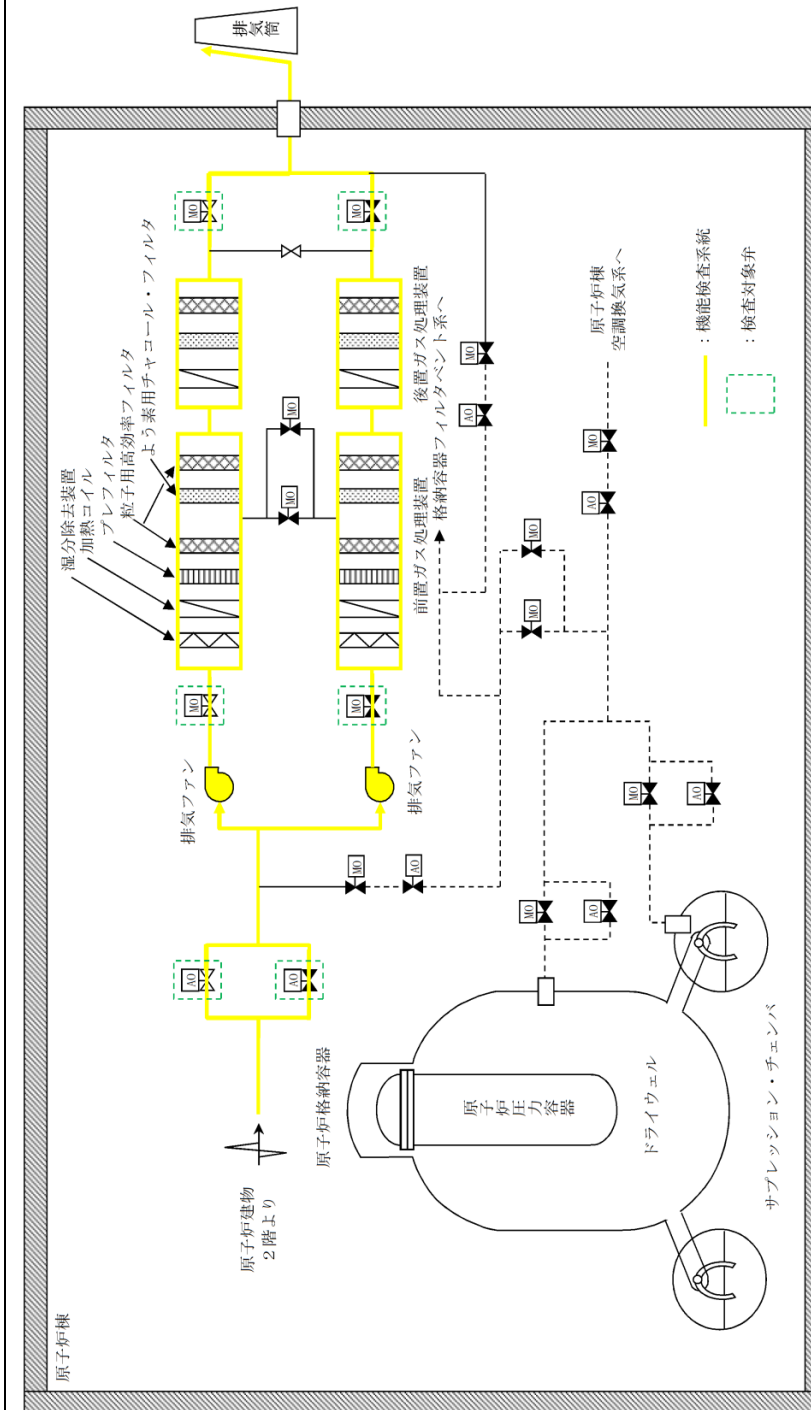 原子炉棟
排気筒
湿分除去装置
加熱コイル
プレフィルタ
粒子用高効率フィルタ
よう素用チャコール・フィルタ
MO
MO
MO
MO
MO
MO
排気ファン
排気ファン
前置ガス処理装置
後置ガス処理装置
格納容器フィルタベント系へ
AO
MO
AO
AO
MO
AO
MO
MO
AO
MO
原子炉棟
空調換気系へ
MO
AO
MO
AO
原子炉建物
2階より
原子炉格納容器
原子炉圧力容器
ドライウェル
サプレッション・チェンバ
:機能検査系統
:検査対象弁